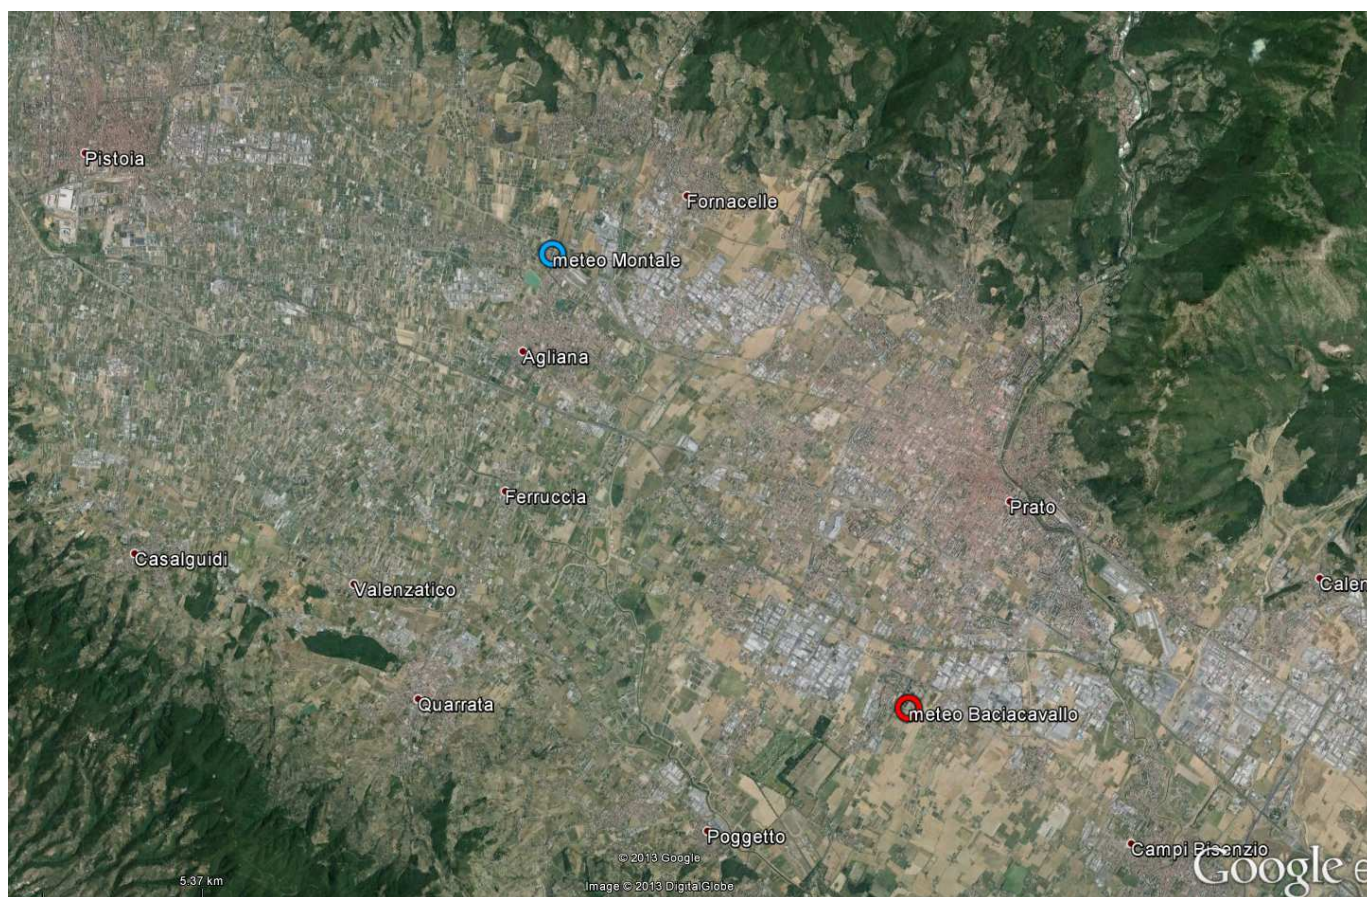 Pistoia
Fornacelle
meteo Montale
Agliana
Ferruccia
Prato
Casalguidi
Valenzatico
Calen
Quarrata
meteo Baciacavallo
Poggetto
Campi Bisenzio
© 2013 Google
Google e
5.37 km
Image © 2013 DigitalGlobe